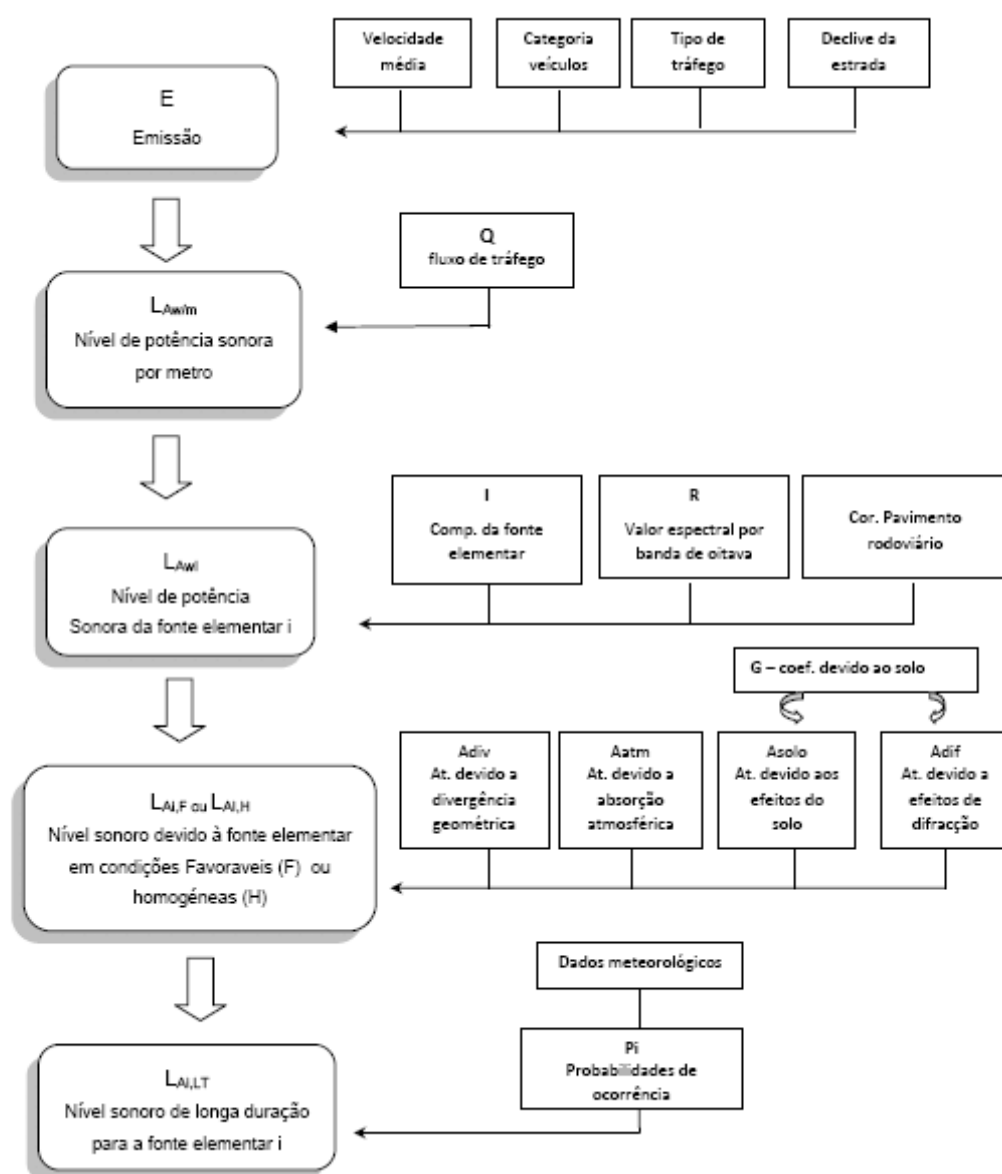 Velocidade
média
Categoria
veículos
Tipo de
tráfego
Declive da
estrada
E
Emissão
Q
fluxo de tráfego
LAw/m
Nível de potência sonora
por metro
I
Comp. da fonte
elementar
R
Valor espectral por
banda de oitava
Cor. Pavimento
rodoviário
LAwi
Nível de potência
Sonora da fonte elementar i
G – coef. devido ao solo
Adiv
At. devido a
divergência
geométrica
Aatm
At. devido a
absorção
atmosférica
Asolo
At. devido aos
efeitos do
solo
Adif
At. devido a
efeitos de
difracção
LAi,F ou LAi,H
Nível sonoro devido à fonte elementar
em condições Favoraveis (F) ou
homogéneas (H)
Dados meteorológicos
Pi
Probabilidades de
ocorrência
LAi,LT
Nível sonoro de longa duração
para a fonte elementar i